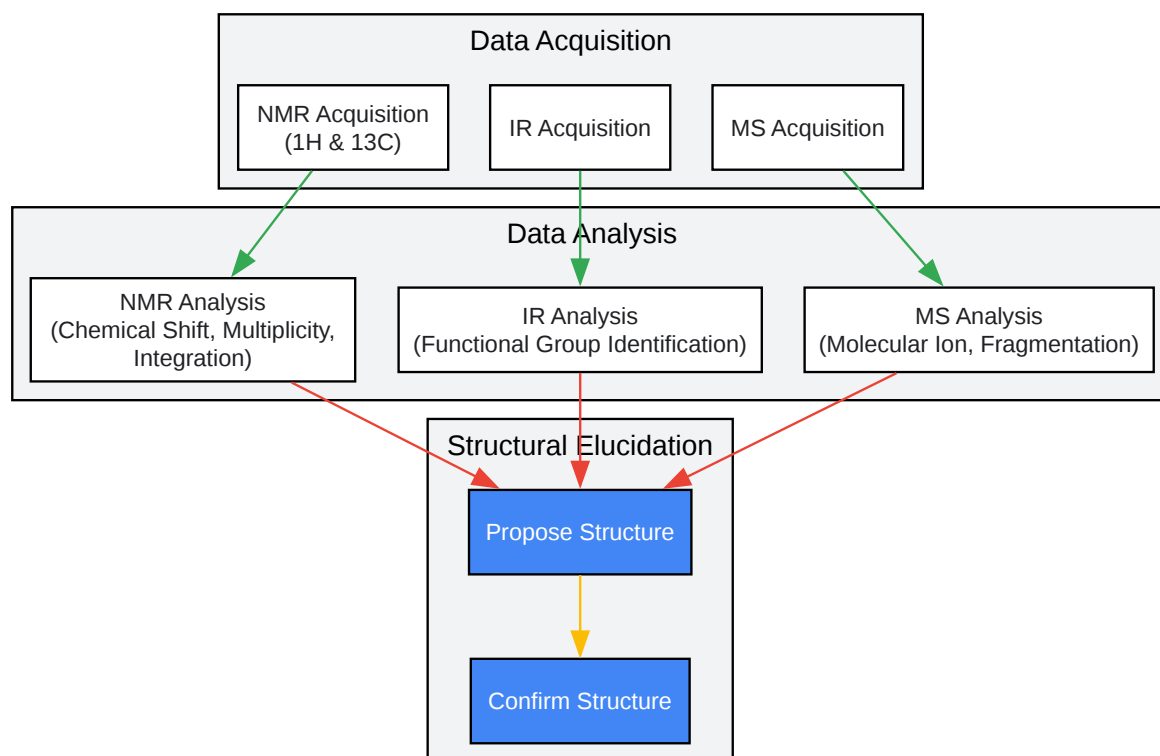 Data Acquisition
NMR Acquisition
(1H & 13C)
IR Acquisition
MS Acquisition
Data Analysis
NMR Analysis
(Chemical Shift, Multiplicity,
Integration)
IR Analysis
(Functional Group Identification)
MS Analysis
(Molecular Ion, Fragmentation)
Structural Elucidation
Propose Structure
Confirm Structure